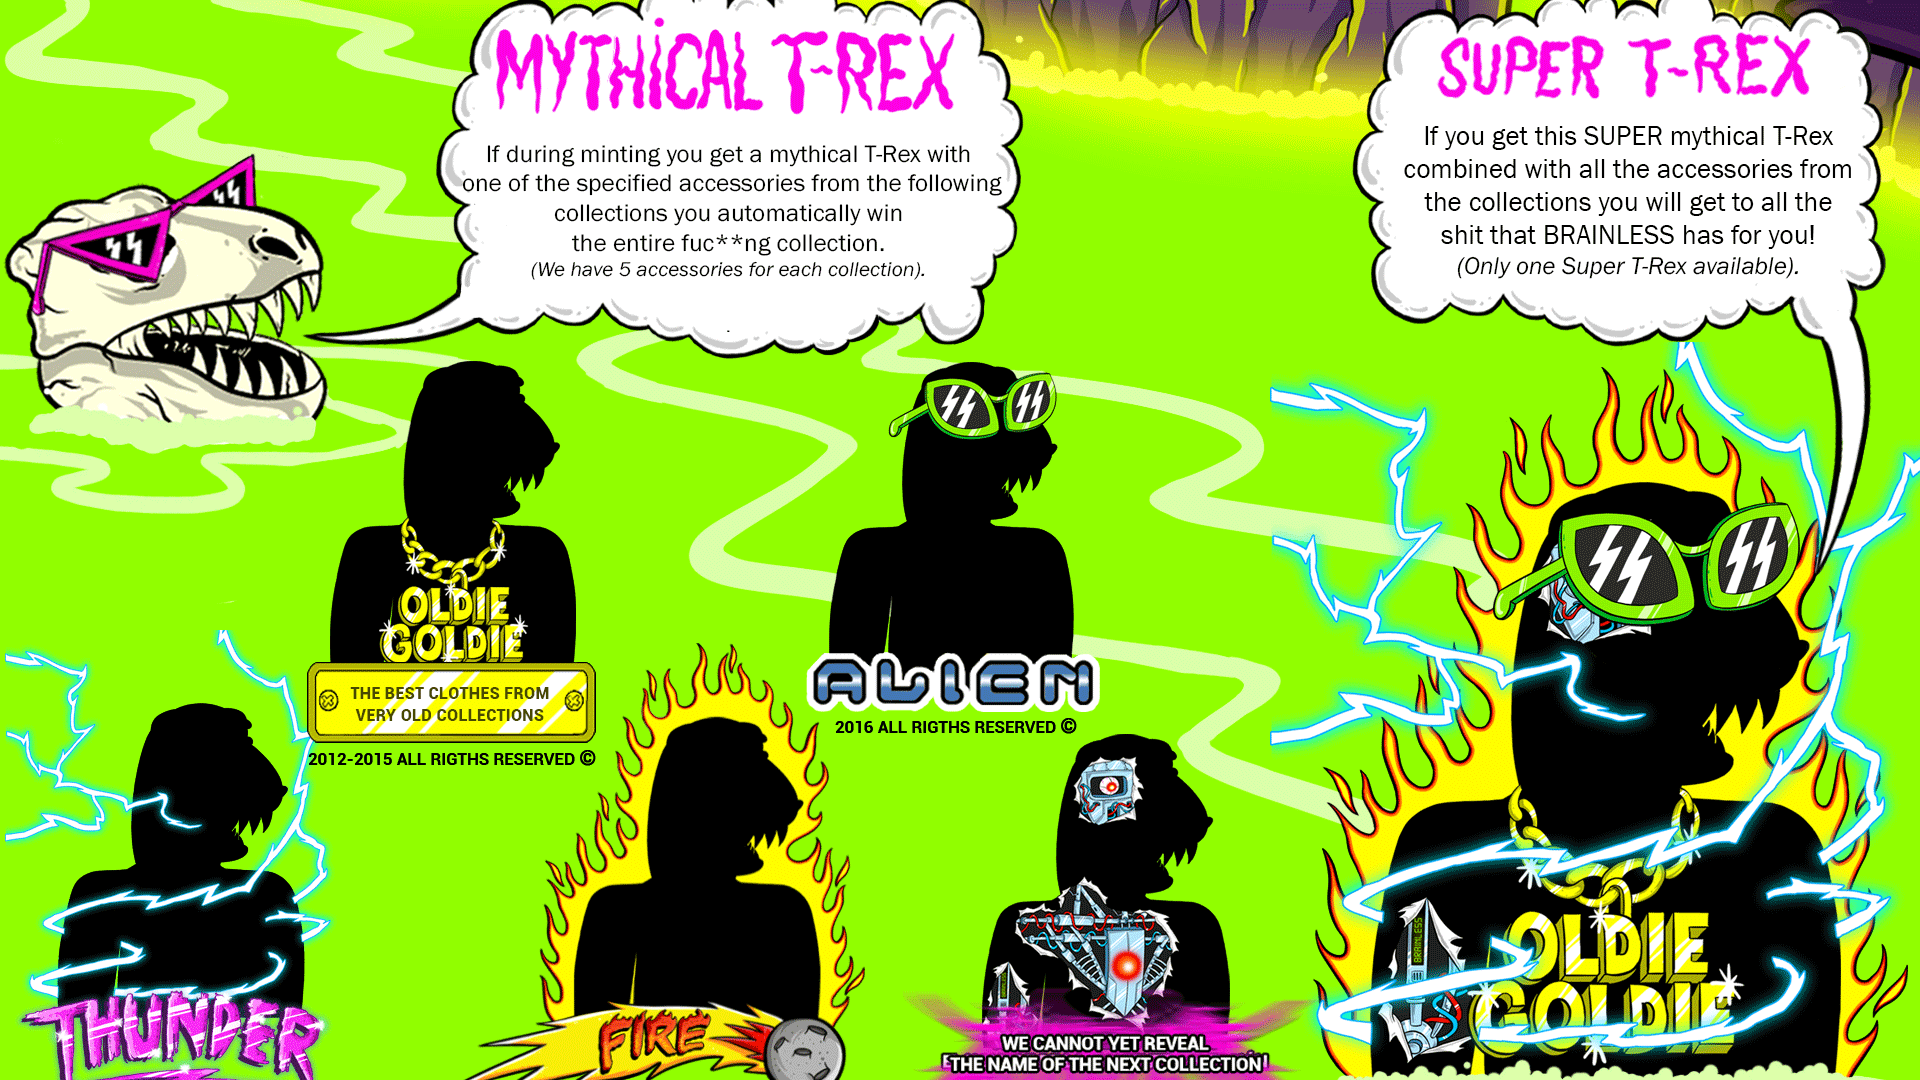 MYTHICAL T-REX
If during minting you get a mythical T-Rex with
one of the specified accessories from the following
collections you automatically win
the entire fuc**ng collection.
(We have 5 accessories for each collection).
SUPER T-REX
If you get this SUPER mythical T-Rex
combined with all the accessories from
the collections you will get to all the
shit that BRAINLESS has for you!
(Only one Super T-Rex available).
OLDIE
GOLDIE
THE BEST CLOTHES FROM
VERY OLD COLLECTIONS
2012-2015 ALL RIGTHS RESERVED ©
ALIEN
2016 ALL RIGTHS RESERVED ©
THUNDER
FIRE
WE CANNOT YET REVEAL
THE NAME OF THE NEXT COLLECTION!
BRAINLESS
OLDIE
GOLDIE